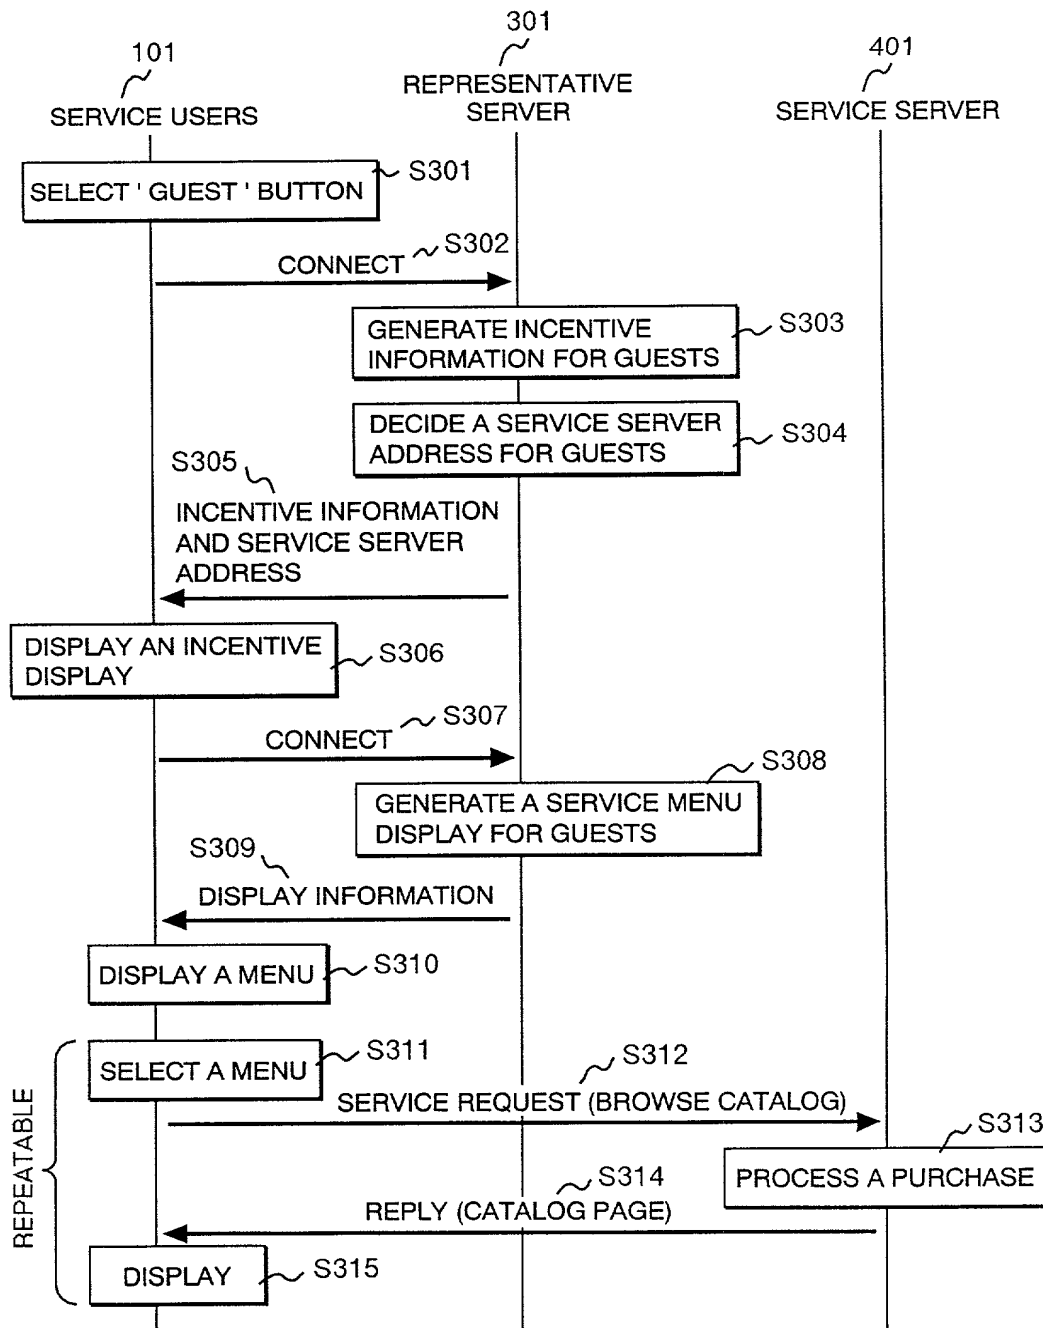 101
SERVICE USERS
301
REPRESENTATIVE
SERVER
401
SERVICE SERVER
S301
SELECT ' GUEST ' BUTTON
S302
CONNECT
S303
GENERATE INCENTIVE
INFORMATION FOR GUESTS
S304
DECIDE A SERVICE SERVER
ADDRESS FOR GUESTS
S305
INCENTIVE INFORMATION
AND SERVICE SERVER
ADDRESS
S306
DISPLAY AN INCENTIVE
DISPLAY
S307
CONNECT
S308
GENERATE A SERVICE MENU
DISPLAY FOR GUESTS
S309
DISPLAY INFORMATION
S310
DISPLAY A MENU
REPEATABLE
S311
SELECT A MENU
S312
SERVICE REQUEST (BROWSE CATALOG)
S313
PROCESS A PURCHASE
S314
REPLY (CATALOG PAGE)
S315
DISPLAY